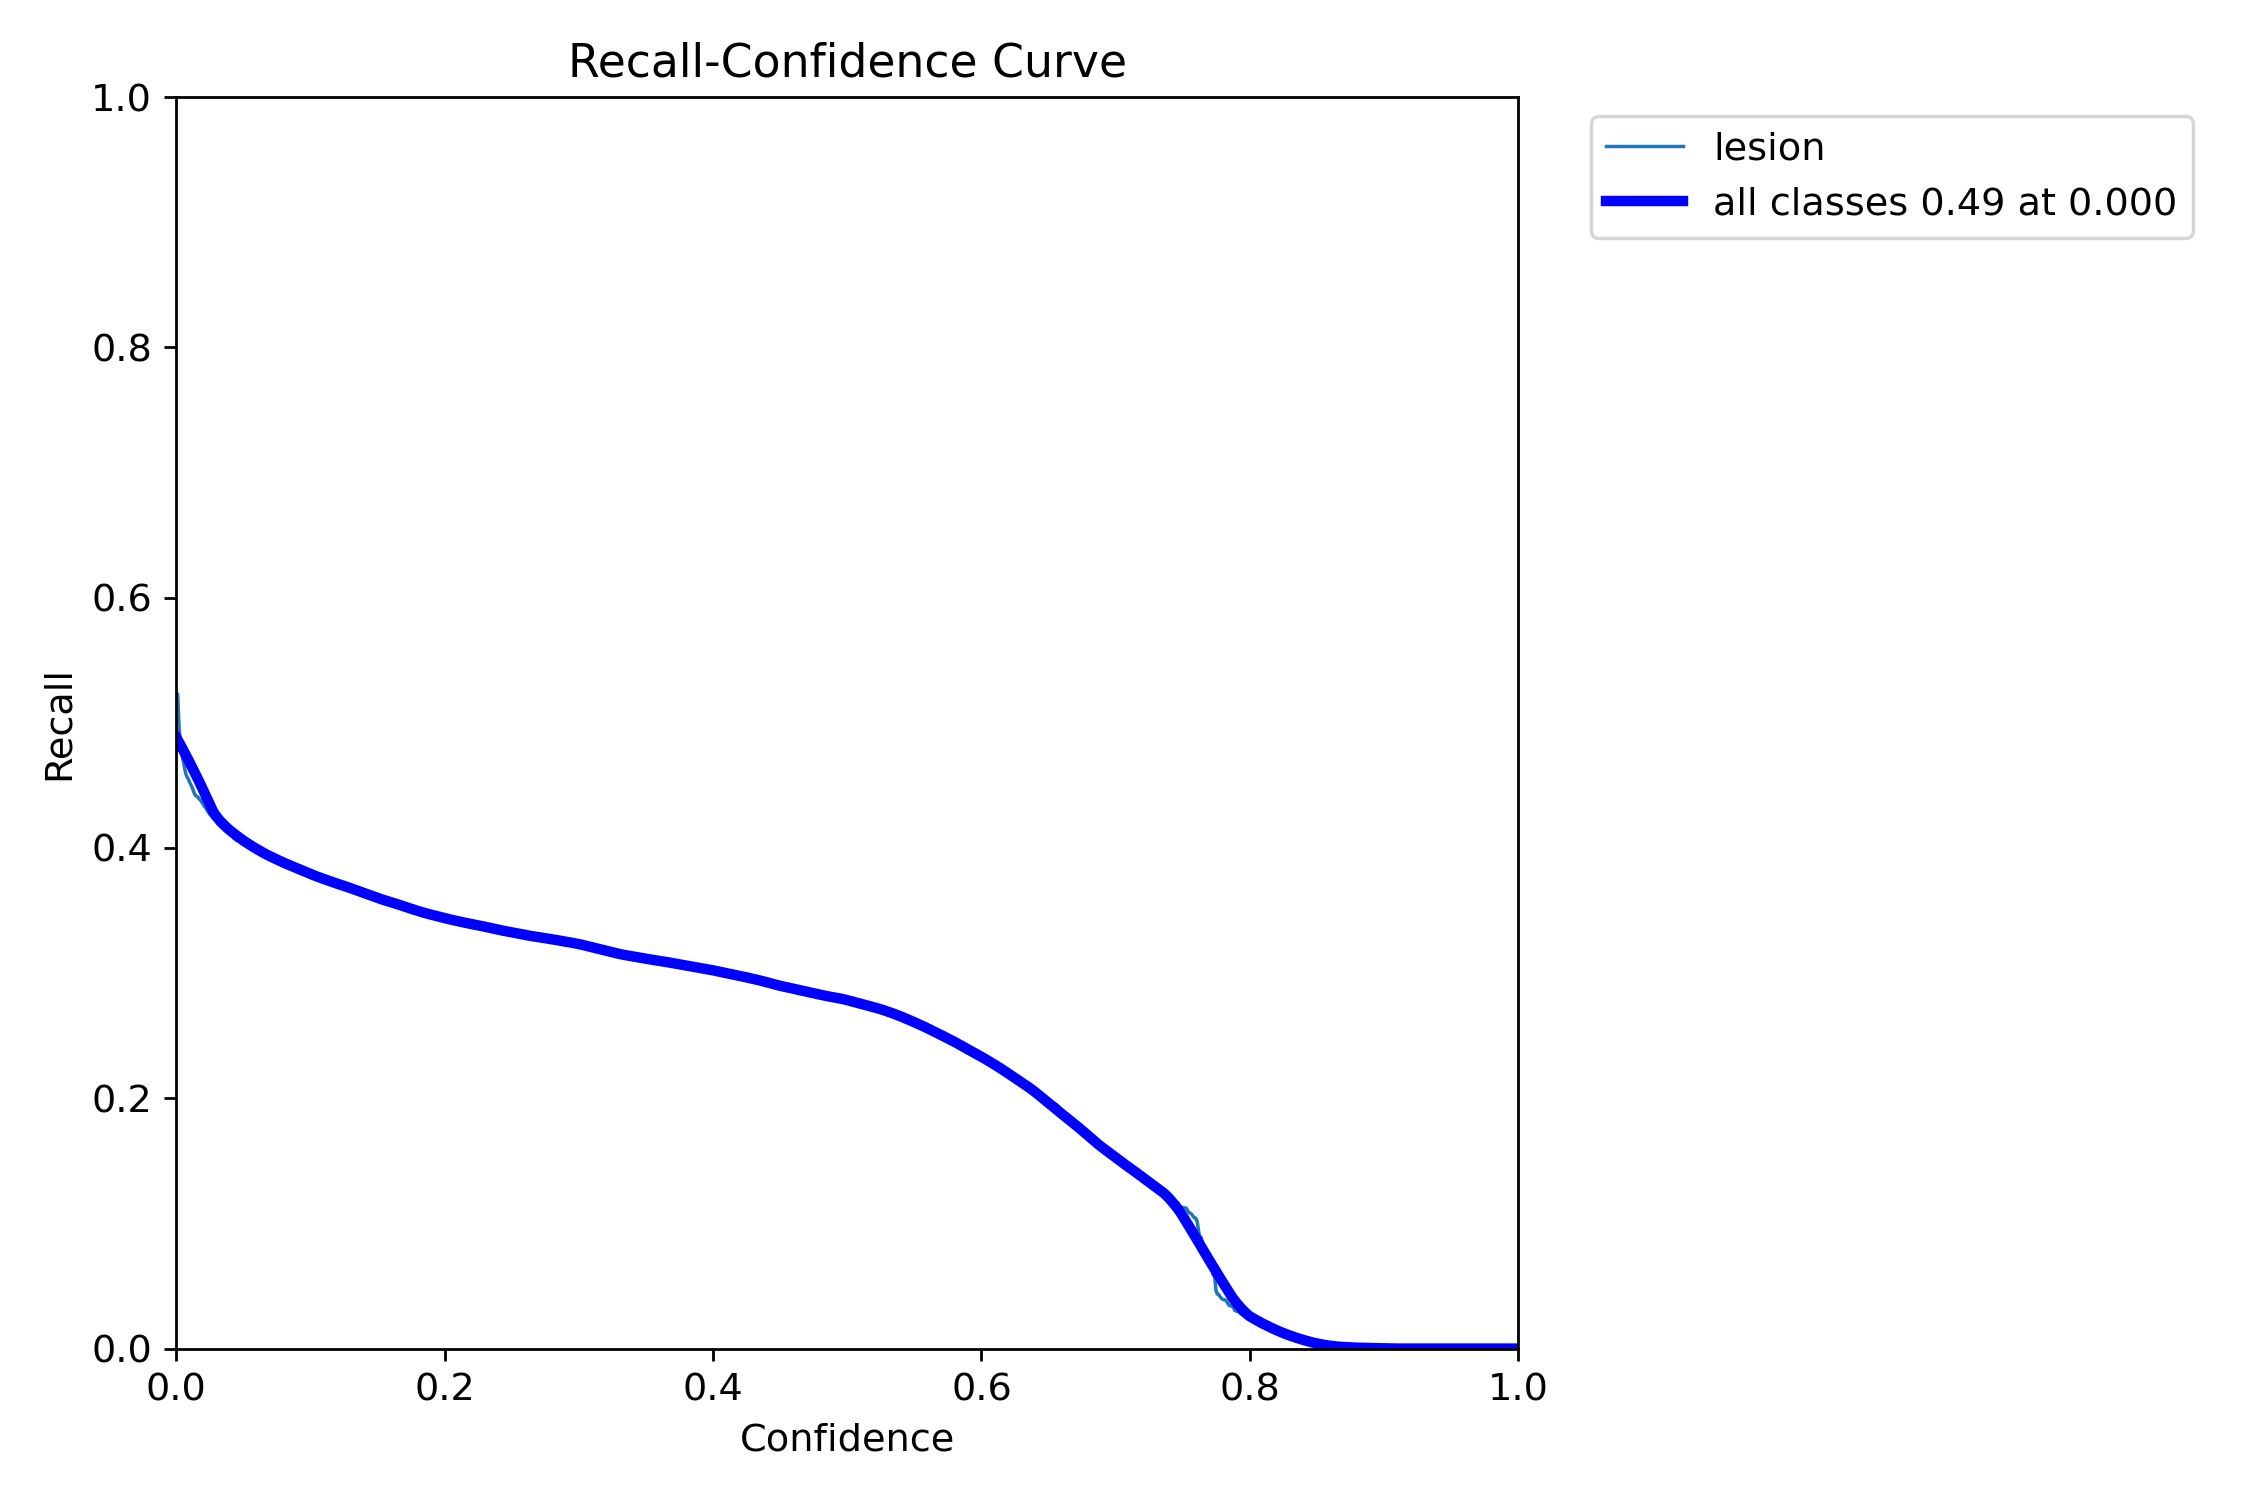 Recall-Confidence Curve
1.0
0.8
0.6
0.4
0.2
0.0
Recall
0.0 0.2 0.4 0.6 0.8 1.0
Confidence
lesion
all classes 0.49 at 0.000